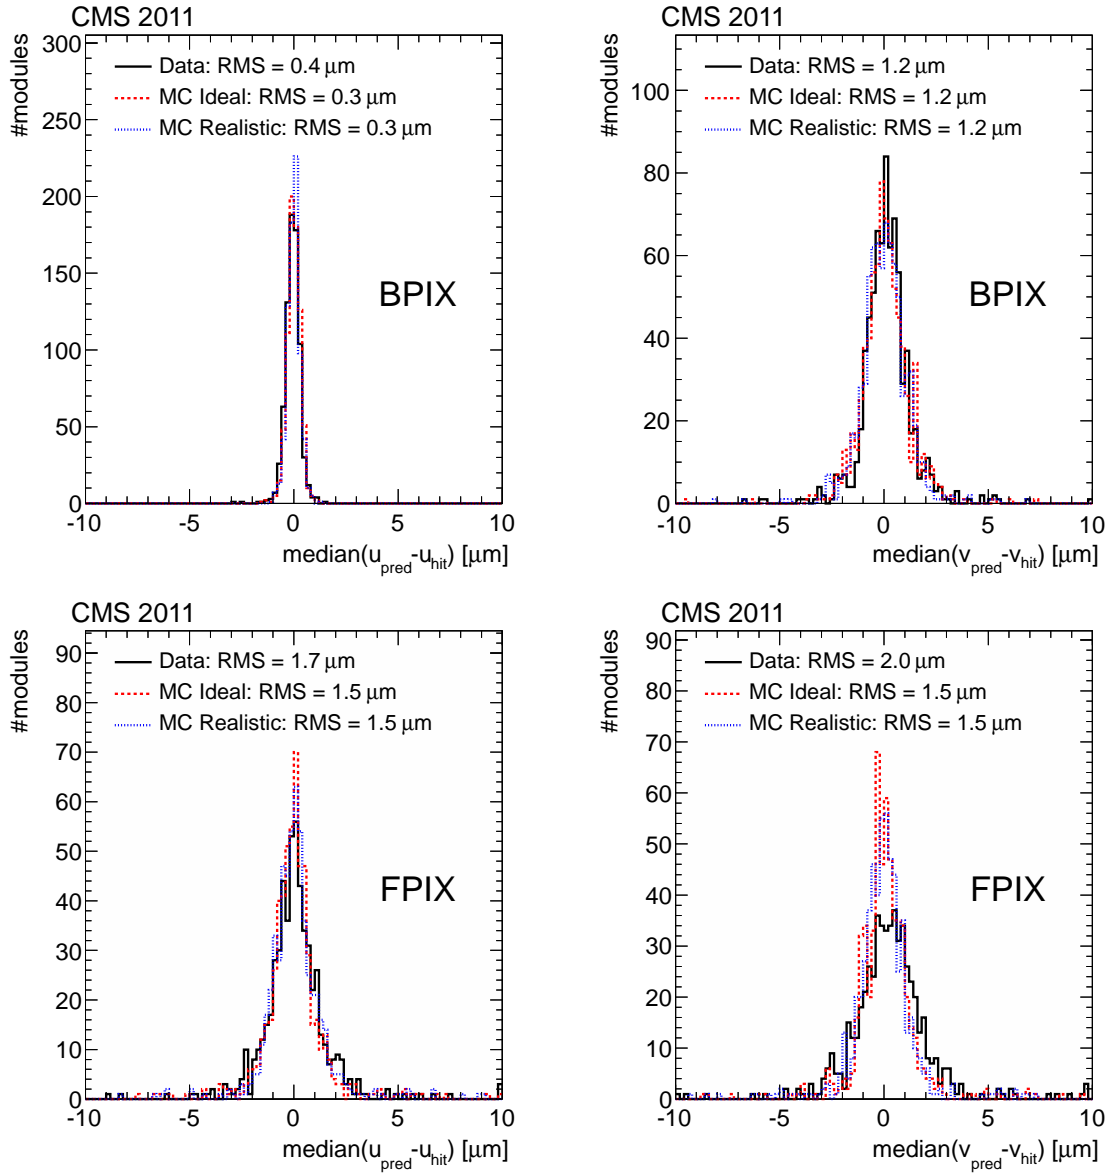 CMS 2011
#modules
300
250
200
150
100
50
0
Data: RMS = 0.4 μm
MC Ideal: RMS = 0.3 μm
MC Realistic: RMS = 0.3 μm
BPIX
-10 -5 0 5 10
median(u_pred-u_hit) [μm]
CMS 2011
#modules
100
80
60
40
20
0
Data: RMS = 1.2 μm
MC Ideal: RMS = 1.2 μm
MC Realistic: RMS = 1.2 μm
BPIX
-10 -5 0 5 10
median(v_pred-v_hit) [μm]
CMS 2011
#modules
90
80
70
60
50
40
30
20
10
0
Data: RMS = 1.7 μm
MC Ideal: RMS = 1.5 μm
MC Realistic: RMS = 1.5 μm
FPIX
-10 -5 0 5 10
median(u_pred-u_hit) [μm]
CMS 2011
#modules
90
80
70
60
50
40
30
20
10
0
Data: RMS = 2.0 μm
MC Ideal: RMS = 1.5 μm
MC Realistic: RMS = 1.5 μm
FPIX
-10 -5 0 5 10
median(v_pred-v_hit) [μm]